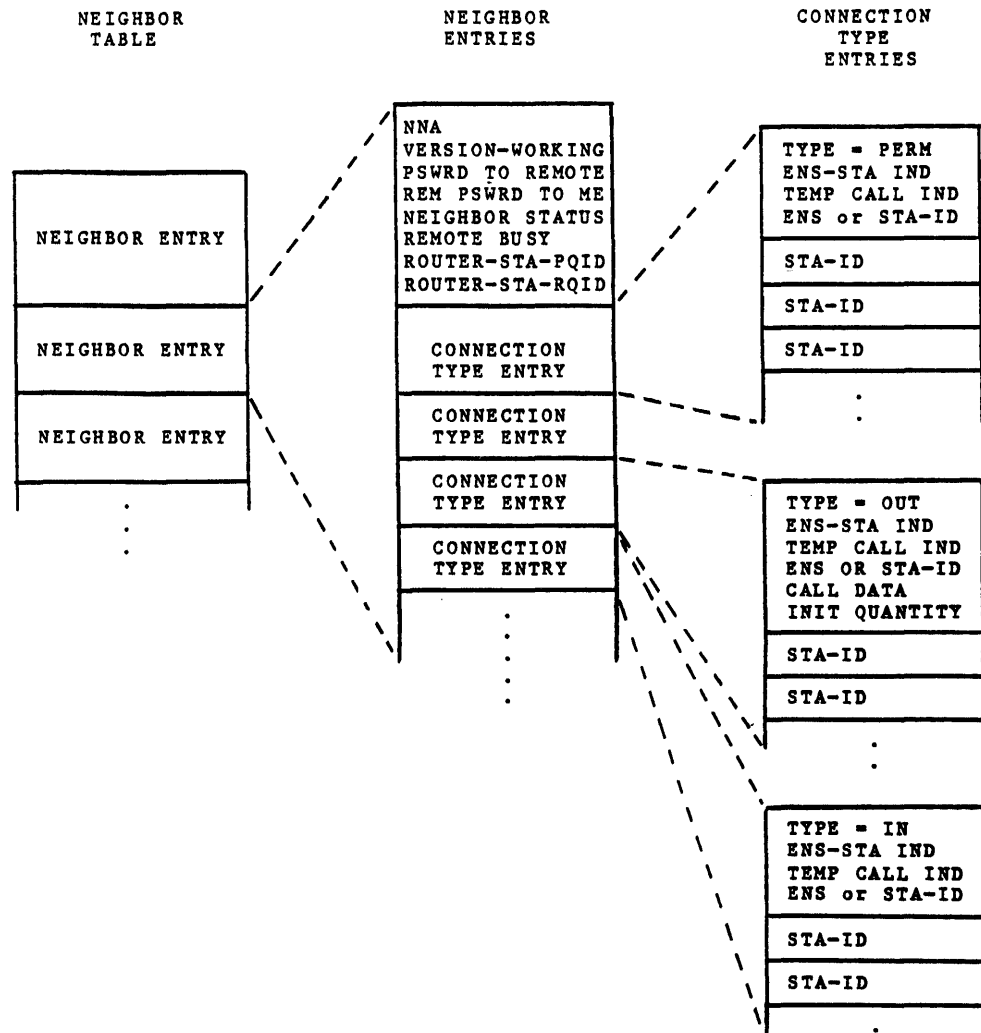 NEIGHBOR
TABLE
NEIGHBOR
ENTRIES
CONNECTION
TYPE
ENTRIES
NEIGHBOR ENTRY
NEIGHBOR ENTRY
NEIGHBOR ENTRY
NNA
VERSION-WORKING
PSWRD TO REMOTE
REM PSWRD TO ME
NEIGHBOR STATUS
REMOTE BUSY
ROUTER-STA-PQID
ROUTER-STA-RQID
CONNECTION
TYPE ENTRY
CONNECTION
TYPE ENTRY
CONNECTION
TYPE ENTRY
CONNECTION
TYPE ENTRY
TYPE = PERM
ENS-STA IND
TEMP CALL IND
ENS or STA-ID
STA-ID
STA-ID
STA-ID
TYPE = OUT
ENS-STA IND
TEMP CALL IND
ENS OR STA-ID
CALL DATA
INIT QUANTITY
STA-ID
STA-ID
TYPE = IN
ENS-STA IND
TEMP CALL IND
ENS or STA-ID
STA-ID
STA-ID